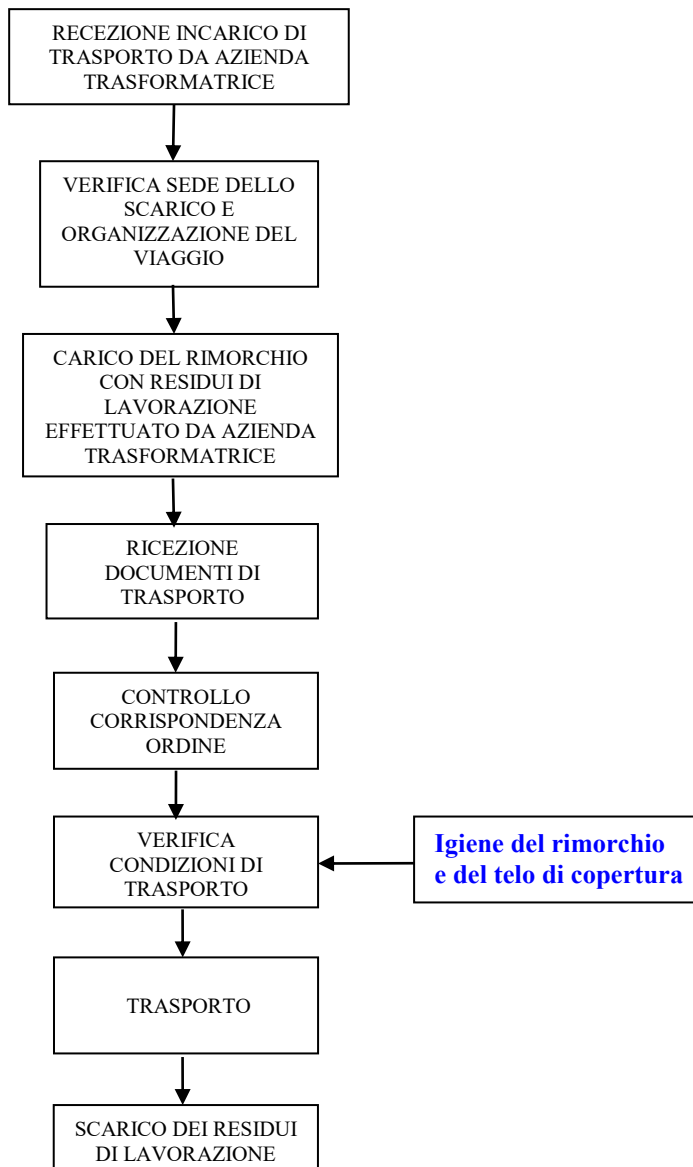 RECEZIONE INCARICO DI
TRASPORTO DA AZIENDA
TRASFORMATRICE
VERIFICA SEDE DELLO
SCARICO E
ORGANIZZAZIONE DEL
VIAGGIO
CARICO DEL RIMORCHIO
CON RESIDUI DI
LAVORAZIONE
EFFETTUATO DA AZIENDA
TRASFORMATRICE
RICEZIONE
DOCUMENTI DI
TRASPORTO
CONTROLLO
CORRISPONDENZA
ORDINE
VERIFICA
CONDIZIONI DI
TRASPORTO
Igiene del rimorchio
e del telo di copertura
TRASPORTO
SCARICO DEI RESIDUI
DI LAVORAZIONE